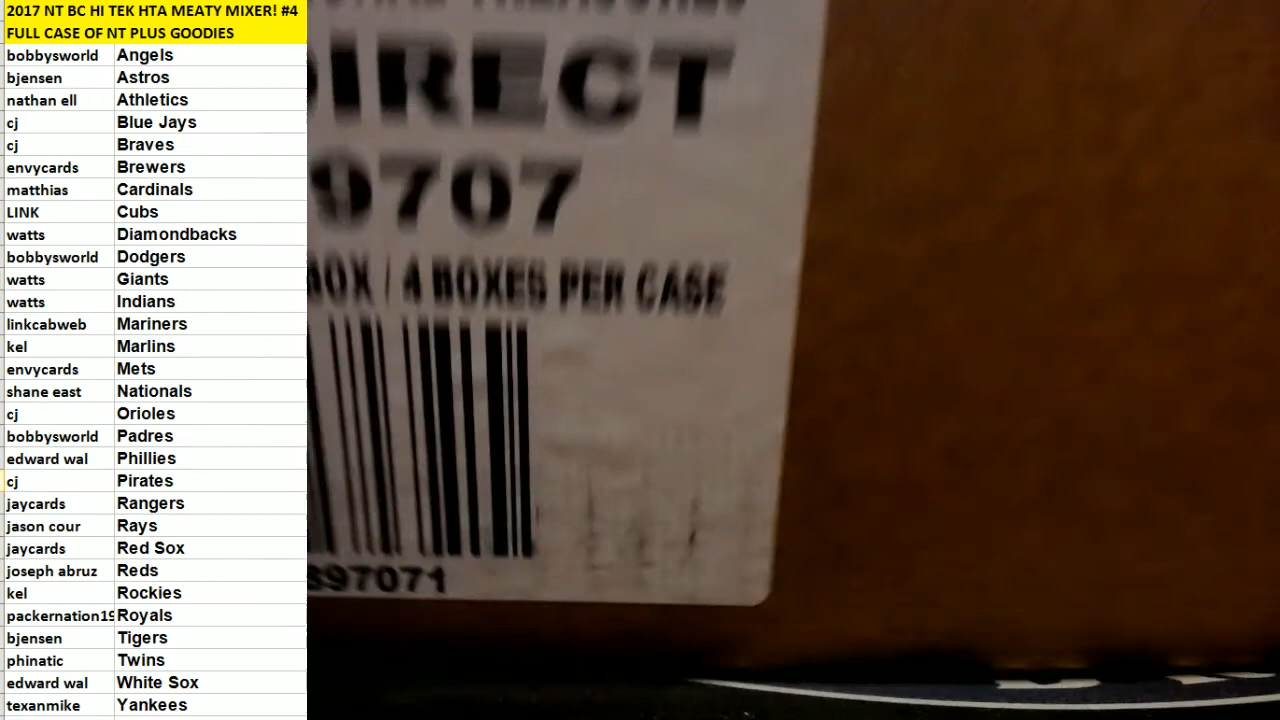 2017 NT BC HI TEK HTA MEATY MIXER! #4
FULL CASE OF NT PLUS GOODIES
bobbysworld Angels
bjensen Astros
nathan ell Athletics
cj Blue Jays
cj Braves
envycards Brewers
matthias Cardinals
LINK Cubs
watts Diamondbacks
bobbysworld Dodgers
watts Giants
watts Indians
linkcabweb Mariners
kel Marlins
envycards Mets
shane east Nationals
cj Orioles
bobbysworld Padres
edward wal Phillies
cj Pirates
jaycards Rangers
jason cour Rays
jaycards Red Sox
joseph abruz Reds
kel Rockies
packernation19 Royals
bjensen Tigers
phinatic Twins
edward wal White Sox
texanmike Yankees
DIRECT
9707
BOX / 4 BOXES PER CASE
897071